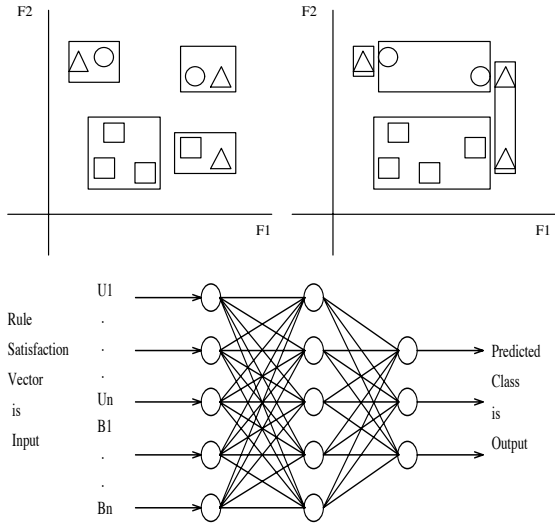 F2
F1
F2
F1
U1
.
.
.
Un
B1
.
.
Bn
Rule
Satisfaction
Vector
is
Input
Predicted
Class
is
Output